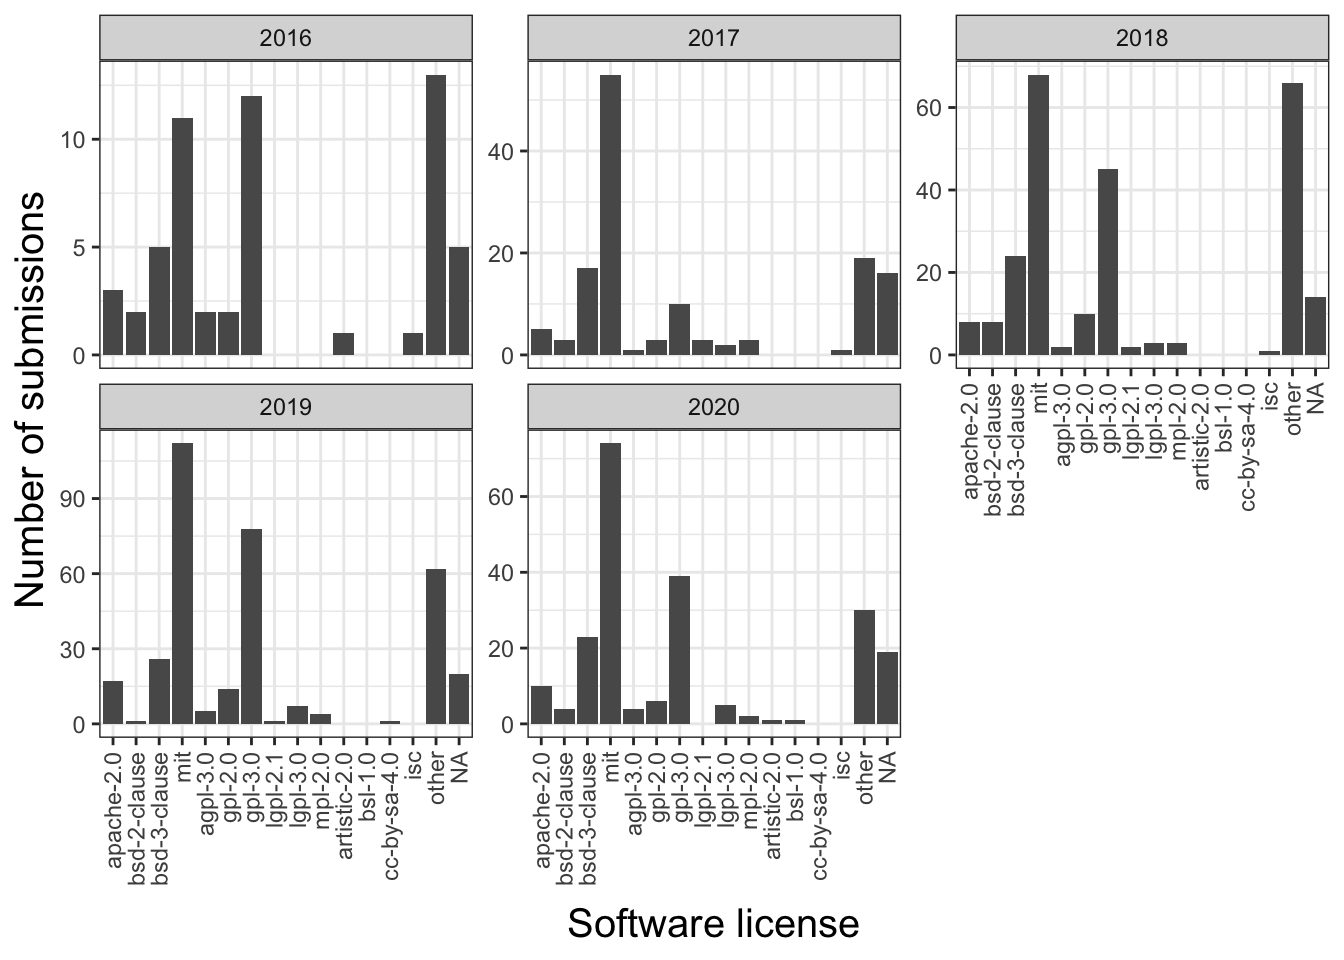 2016
2017
2018
Number of submissions
10
5
0
40
20
0
60
40
20
0
apache-2.0
bsd-2-clause
bsd-3-clause
mit
agpl-3.0
gpl-2.0
gpl-3.0
lgpl-2.1
lgpl-3.0
mpl-2.0
artistic-2.0
bsl-1.0
cc-by-sa-4.0
isc
other
NA
2019
2020
90
60
30
0
60
40
20
0
apache-2.0
bsd-2-clause
bsd-3-clause
mit
agpl-3.0
gpl-2.0
gpl-3.0
lgpl-2.1
lgpl-3.0
mpl-2.0
artistic-2.0
bsl-1.0
cc-by-sa-4.0
isc
other
NA
apache-2.0
bsd-2-clause
bsd-3-clause
mit
agpl-3.0
gpl-2.0
gpl-3.0
lgpl-2.1
lgpl-3.0
mpl-2.0
artistic-2.0
bsl-1.0
cc-by-sa-4.0
isc
other
NA
Software license